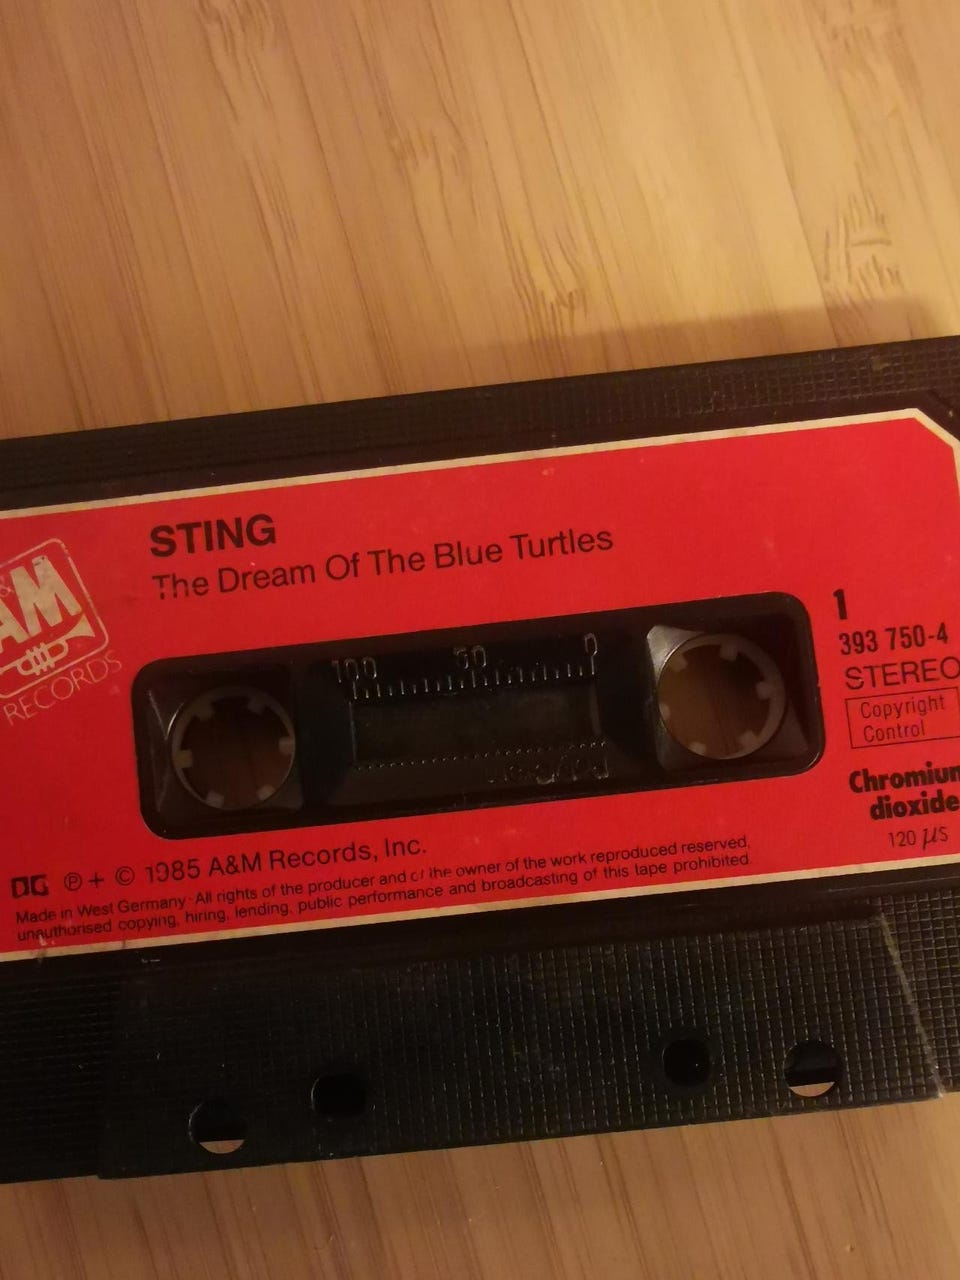 STING
The Dream Of The Blue Turtles
&
AM
RECORDS
100 50 0
1
393 750-4
STEREO
Copyright
Control
Chromium
dioxide
120 µs
DG ℗ + © 1985 A&M Records, Inc.
Made in West Germany · All rights of the producer and of the owner of the work reproduced reserved,
unauthorised copying, hiring, lending, public performance and broadcasting of this tape prohibited.